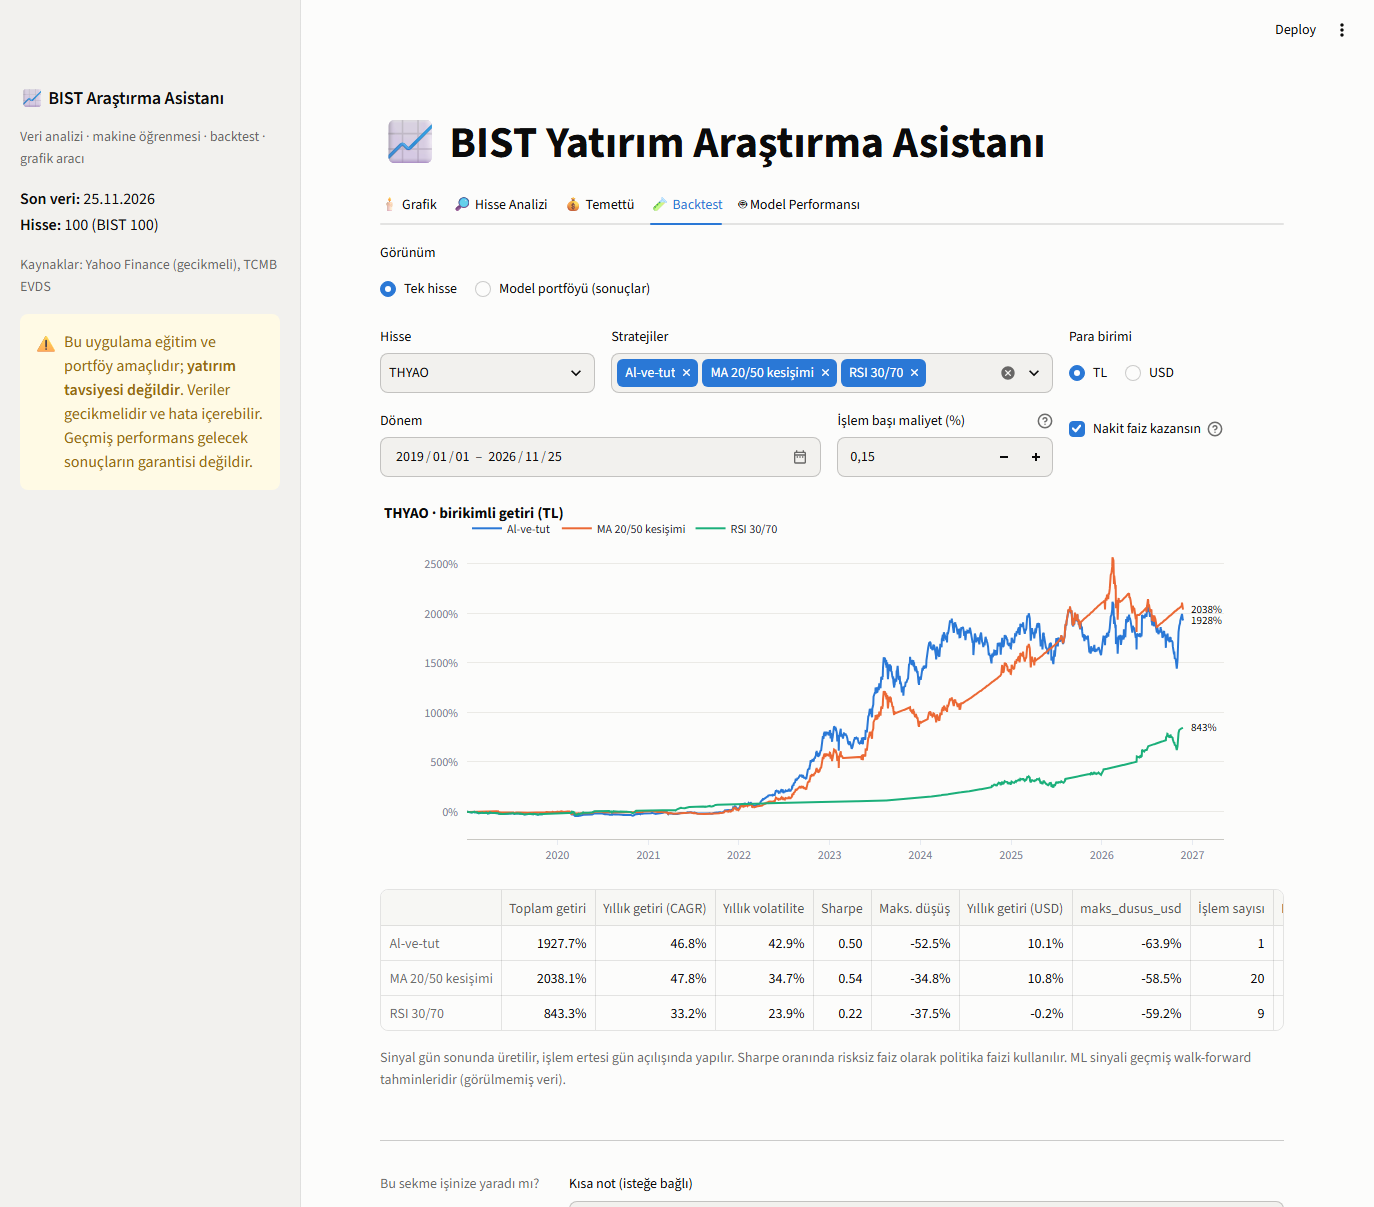 Deploy
BIST Araştırma Asistanı
Veri analizi · makine öğrenmesi · backtest ·
grafik aracı
Son veri: 25.11.2026
Hisse: 100 (BIST 100)
Kaynaklar: Yahoo Finance (gecikmeli), TCMB
EVDS
Bu uygulama eğitim ve
portföy amaçlıdır; yatırım
tavsiyesi değildir. Veriler
gecikmelidir ve hata içerebilir.
Geçmiş performans gelecek
sonuçların garantisi değildir.
BIST Yatırım Araştırma Asistanı
Grafik Hisse Analizi Temettü Backtest Model Performansı
Görünüm
Tek hisse Model portföyü (sonuçlar)
Hisse Stratejiler Para birimi
THYAO Al-ve-tut × MA 20/50 kesişimi × RSI 30/70 × TL USD
Dönem İşlem başı maliyet (%)
2019/01/01 – 2026/11/25 0,15 − + Nakit faiz kazansın
THYAO · birikimli getiri (TL)
Al-ve-tut MA 20/50 kesişimi RSI 30/70
2500%
2000%
1500%
1000%
500%
0%
2038%
1928%
843%
2020 2021 2022 2023 2024 2025 2026 2027
Toplam getiri Yıllık getiri (CAGR) Yıllık volatilite Sharpe Maks. düşüş Yıllık getiri (USD) maks_dusus_usd İşlem sayısı
Al-ve-tut 1927.7% 46.8% 42.9% 0.50 -52.5% 10.1% -63.9% 1
MA 20/50 kesişimi 2038.1% 47.8% 34.7% 0.54 -34.8% 10.8% -58.5% 20
RSI 30/70 843.3% 33.2% 23.9% 0.22 -37.5% -0.2% -59.2% 9
Sinyal gün sonunda üretilir, işlem ertesi gün açılışında yapılır. Sharpe oranında risksiz faiz olarak politika faizi kullanılır. ML sinyali geçmiş walk-forward
tahminleridir (görülmemiş veri).
Bu sekme işinize yaradı mı? Kısa not (isteğe bağlı)